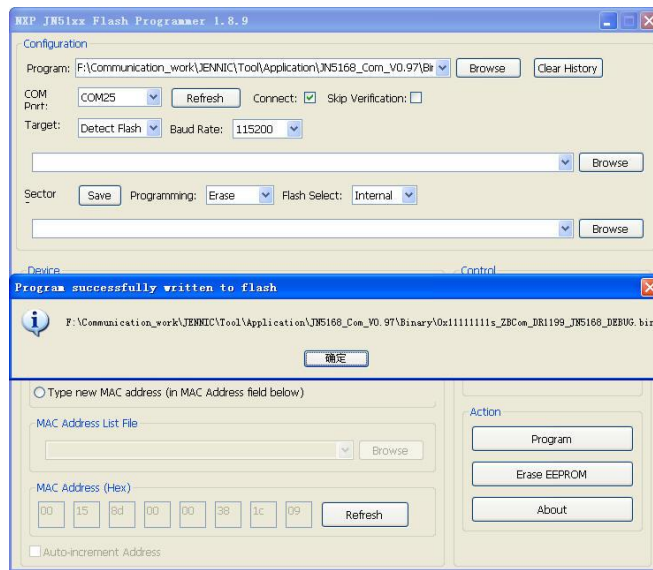 NXP JN51xx Flash Programmer 1.8.9
Configuration
Program: F:\Communication_work\JENNIC\Tool\Application\JN5168_Com_V0.97\Bir Browse Clear History
COM Port: COM25 Refresh Connect: Skip Verification:
Target: Detect Flash Baud Rate: 115200
Browse
Sector Save Programming: Erase Flash Select: Internal
Browse
Device Control
Program successfully written to flash
F:\Communication_work\JENNIC\Tool\Application\JN5168_Com_V0.97\Binary\0x11111111s_ZBCom_DR1199_JN5168_DEBUG.bin
确定
Type new MAC address (in MAC Address field below)
Action
MAC Address List File
Program
Browse
Erase EEPROM
MAC Address (Hex)
00 15 8d 00 00 38 1c 09 Refresh
About
Auto-increment Address